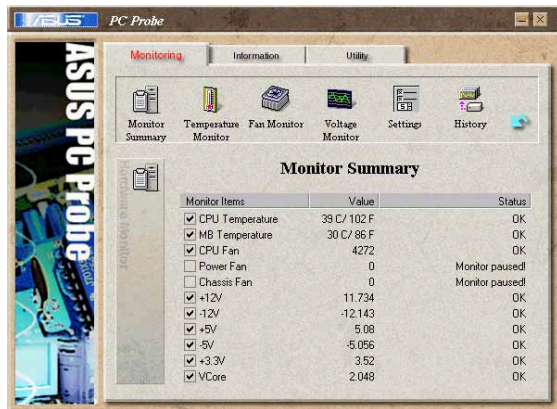 ASUS PC Probe
ASUS PC Probe
Monitoring Information Utility
Monitor Summary
Temperature Monitor
Fan Monitor
Voltage Monitor
Settings
History
Hardware Monitor
Monitor Summary
Monitor Items Value Status
CPU Temperature 39 C/ 102 F OK
MB Temperature 30 C/ 86 F OK
CPU Fan 4272 OK
Power Fan 0 Monitor paused!
Chassis Fan 0 Monitor paused!
+12V 11.734 OK
-12V -12.143 OK
+5V 5.08 OK
-5V -5.056 OK
+3.3V 3.52 OK
VCore 2.048 OK